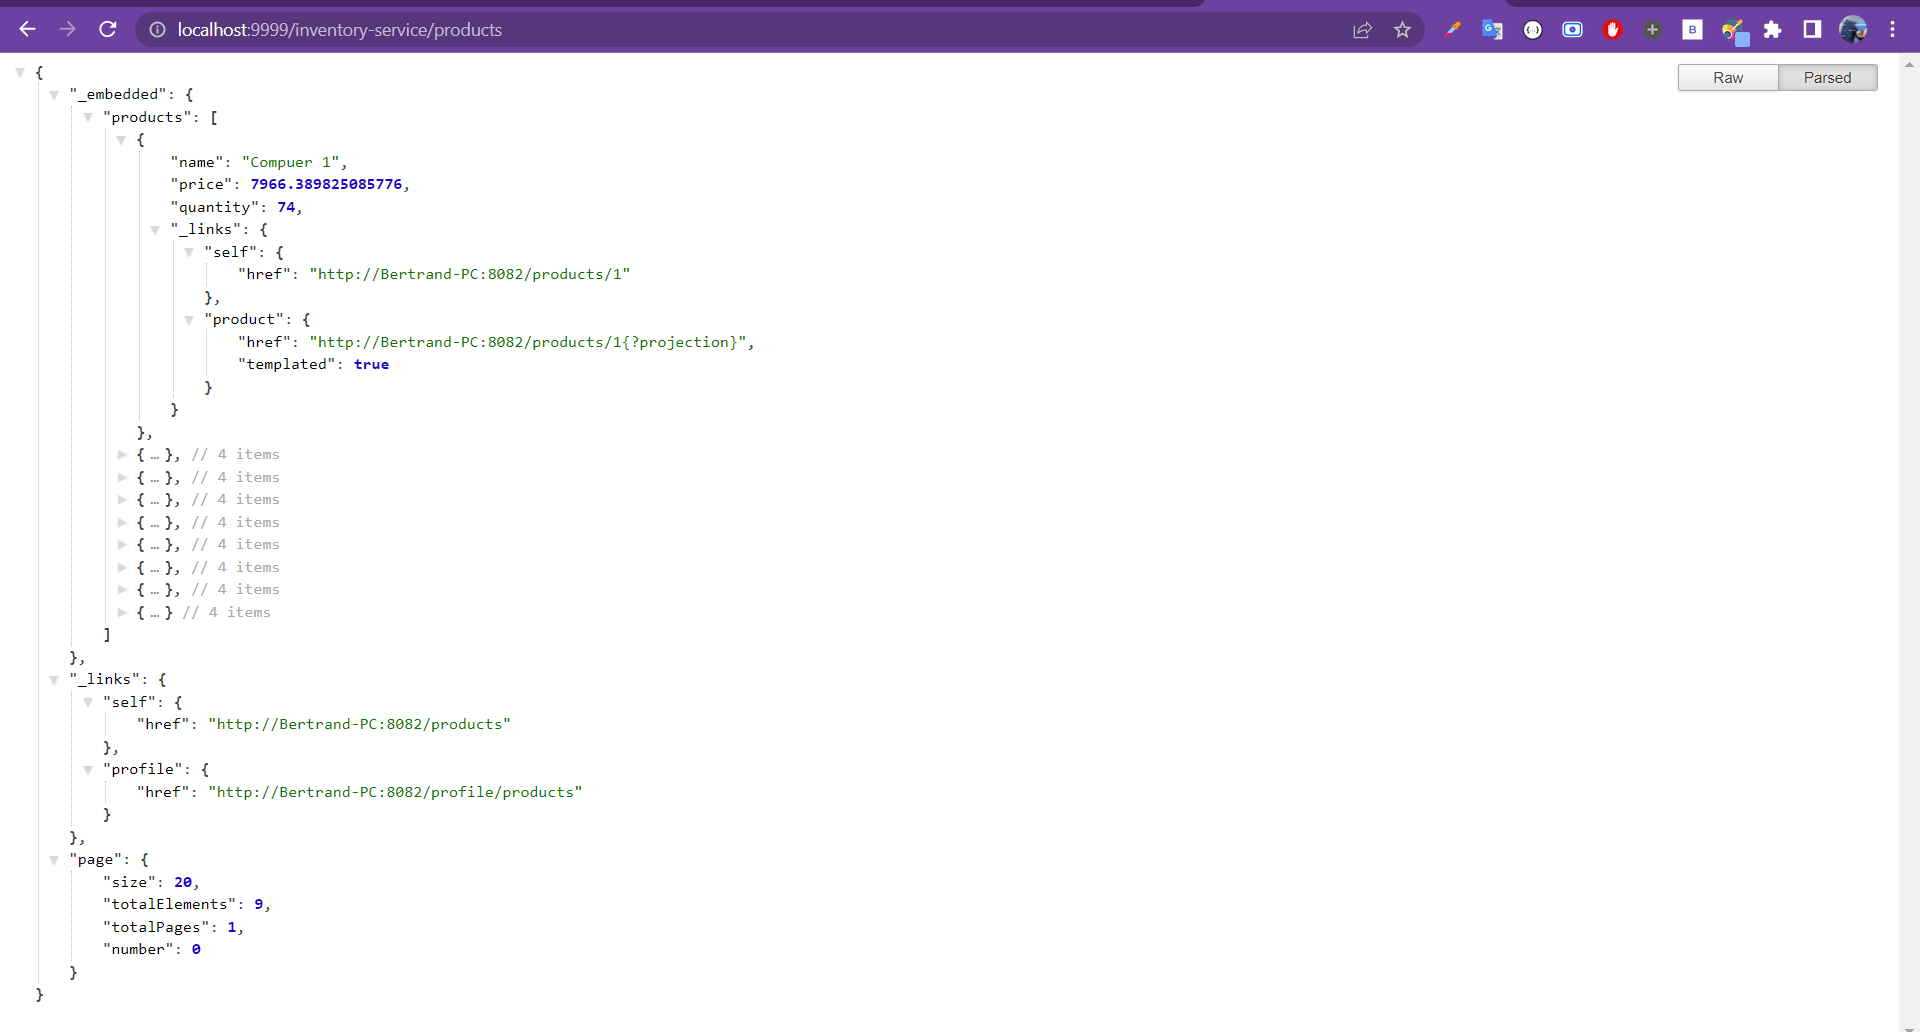 localhost:9999/inventory-service/products
Raw Parsed
{
"_embedded": {
"products": [
{
"name": "Compuer 1",
"price": 7966.389825085776,
"quantity": 74,
"_links": {
"self": {
"href": "http://Bertrand-PC:8082/products/1"
},
"product": {
"href": "http://Bertrand-PC:8082/products/1{?projection}",
"templated": true
}
}
},
{ … }, // 4 items
{ … }, // 4 items
{ … }, // 4 items
{ … }, // 4 items
{ … }, // 4 items
{ … }, // 4 items
{ … }, // 4 items
{ … } // 4 items
]
},
"_links": {
"self": {
"href": "http://Bertrand-PC:8082/products"
},
"profile": {
"href": "http://Bertrand-PC:8082/profile/products"
}
},
"page": {
"size": 20,
"totalElements": 9,
"totalPages": 1,
"number": 0
}
}